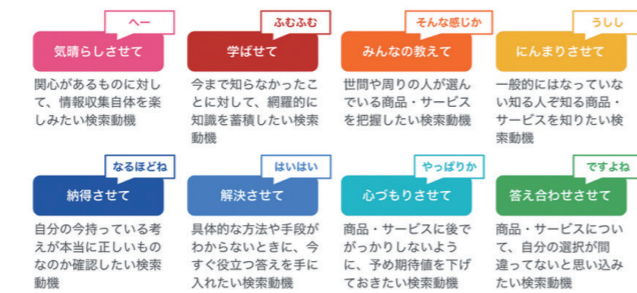 へー
気晴らしさせて
関心があるものに対し
て、情報収集自体を楽
しみたい検索動機
ふむふむ
学ばせて
今まで知らなかったこ
とに対して、網羅的に
知識を蓄積したい検索
動機
そんな感じか
みんなの教えて
世間や周りの人が選ん
でいる商品・サービス
を把握したい検索動機
うしし
にんまりさせて
一般的にはなっていな
い知る人ぞ知る商品・
サービスを知りたい検
索動機
なるほどね
納得させて
自分の今持っている考
えが本当に正しいもの
なのか確認したい検索
動機
はいはい
解決させて
具体的な方法や手段が
わからないときに、今
すぐ役立つ答えを手に
入れたい検索動機
やっぱりか
心づもりさせて
商品・サービスに後で
がっかりしないよう
に、予め期待値を下げ
ておきたい検索動機
ですよね
答え合わせさせて
商品・サービスについ
て、自分の選択が間
違ってないと思い込み
たい検索動機